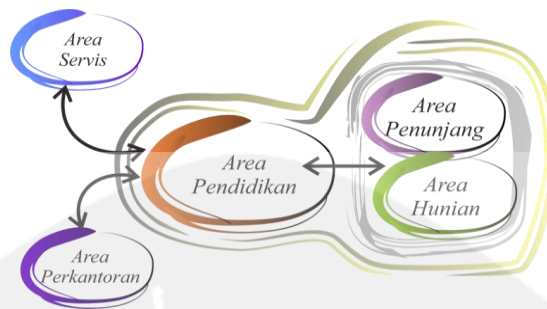 Area
Servis
Area
Penunjang
Area
Pendidikan
Area
Hunian
Area
Perkantoran